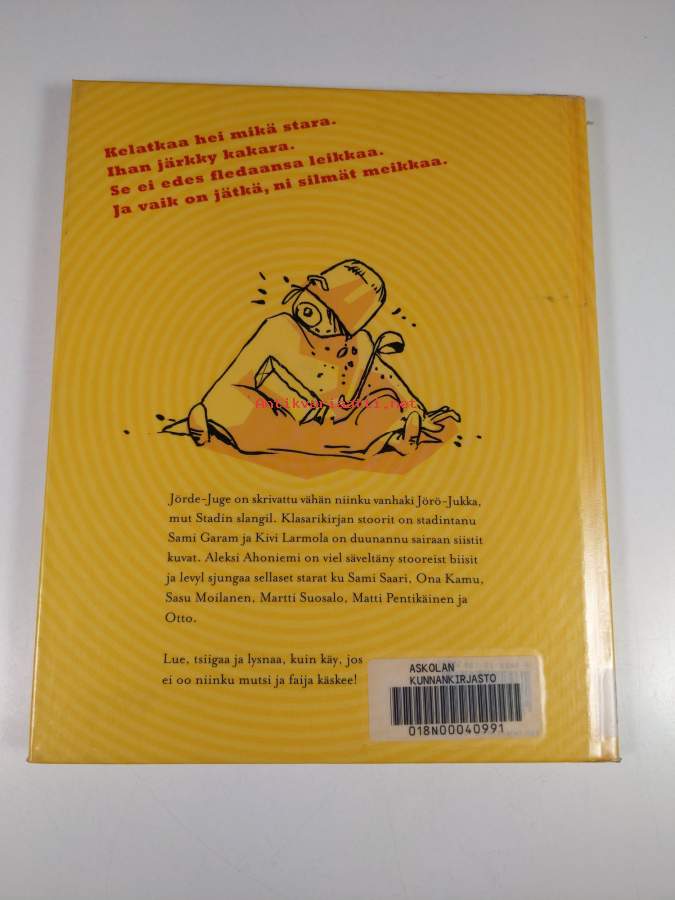 Kelatkaa hei mikä stara.
Ihan järkky kakara.
Se ei edes fledaansa leikkaa.
Ja vaik on jätkä, ni silmät meikkaa.
Antikvariaatti.net
Jörde-Juge on skrivattu vähän niinku vanhaki Jörö-Jukka,
mut Stadin slangil. Klasarikirjan stoorit on stadintanu
Sami Garam ja Kivi Larmola on duunannu sairaan siistit
kuvat. Aleksi Ahoniemi on viel säveltäny stooreist biisit
ja levyl sjungaa sellaset starat ku Sami Saari, Ona Kamu,
Sasu Moilanen, Martti Suosalo, Matti Pentikäinen ja
Otto.
Lue, tsiigaa ja lysnaa, kuin käy, jos
ei oo niinku mutsi ja faija käskee!
ASKOLAN
KUNNANKIRJASTO
018N00040991